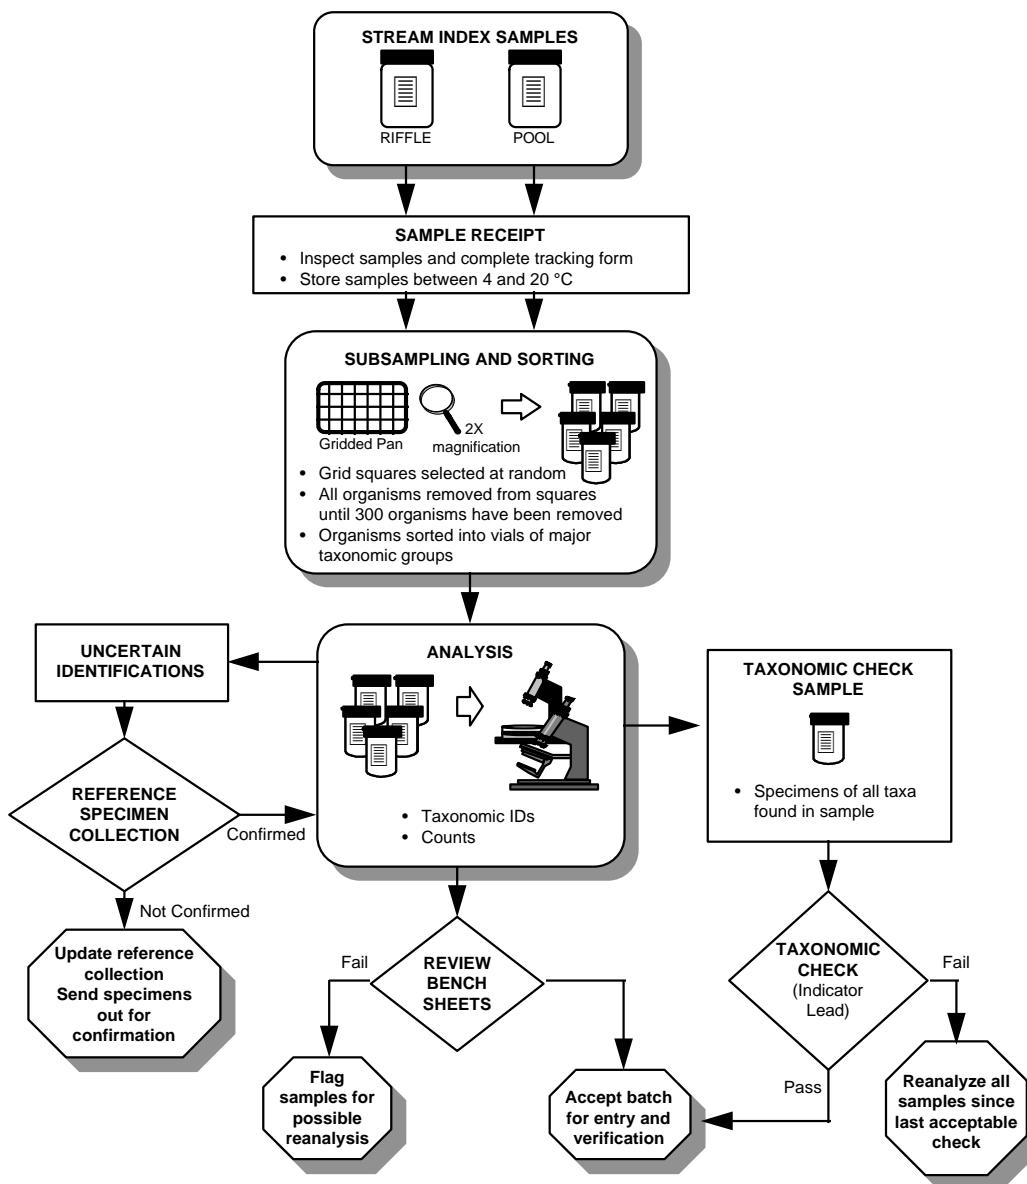 STREAM INDEX SAMPLES
RIFFLE
POOL
SAMPLE RECEIPT
• Inspect samples and complete tracking form
• Store samples between 4 and 20 °C
SUBSAMPLING AND SORTING
Gridded Pan
2X
magnification
• Grid squares selected at random
• All organisms removed from squares
until 300 organisms have been removed
• Organisms sorted into vials of major
taxonomic groups
UNCERTAIN
IDENTIFICATIONS
ANALYSIS
• Taxonomic IDs
• Counts
TAXONOMIC CHECK
SAMPLE
• Specimens of all taxa
found in sample
REFERENCE
SPECIMEN
COLLECTION
Confirmed
Not Confirmed
Update reference
collection
Send specimens
out for
confirmation
REVIEW
BENCH
SHEETS
Fail
Flag
samples for
possible
reanalysis
Accept batch
for entry and
verification
TAXONOMIC
CHECK
(Indicator
Lead)
Fail
Pass
Reanalyze all
samples since
last acceptable
check